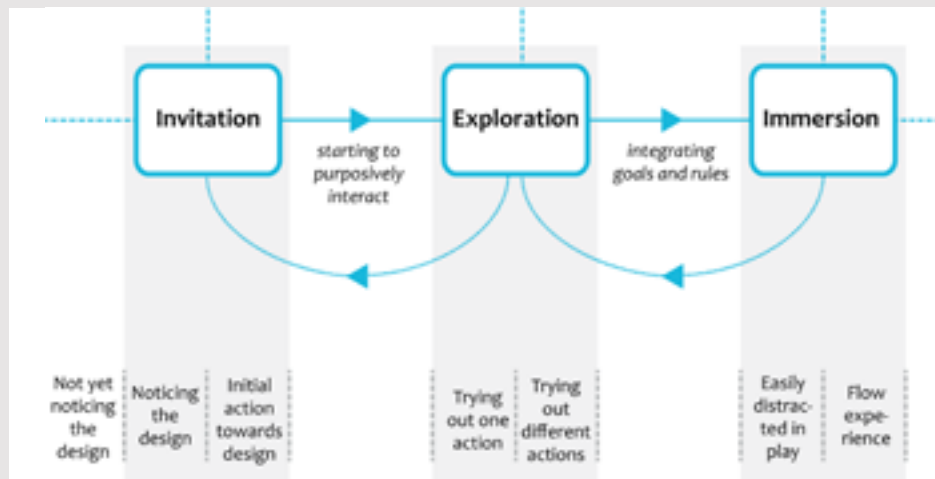 Invitation
Exploration
Immersion
starting to
purposively
interact
integrating
goals and rules
Not yet
noticing
the
design
Noticing
the
design
Initial
action
towards
design
Trying
out one
action
Trying
out
different
actions
Easily
distrac-
ted in
play
Flow
expe-
rience